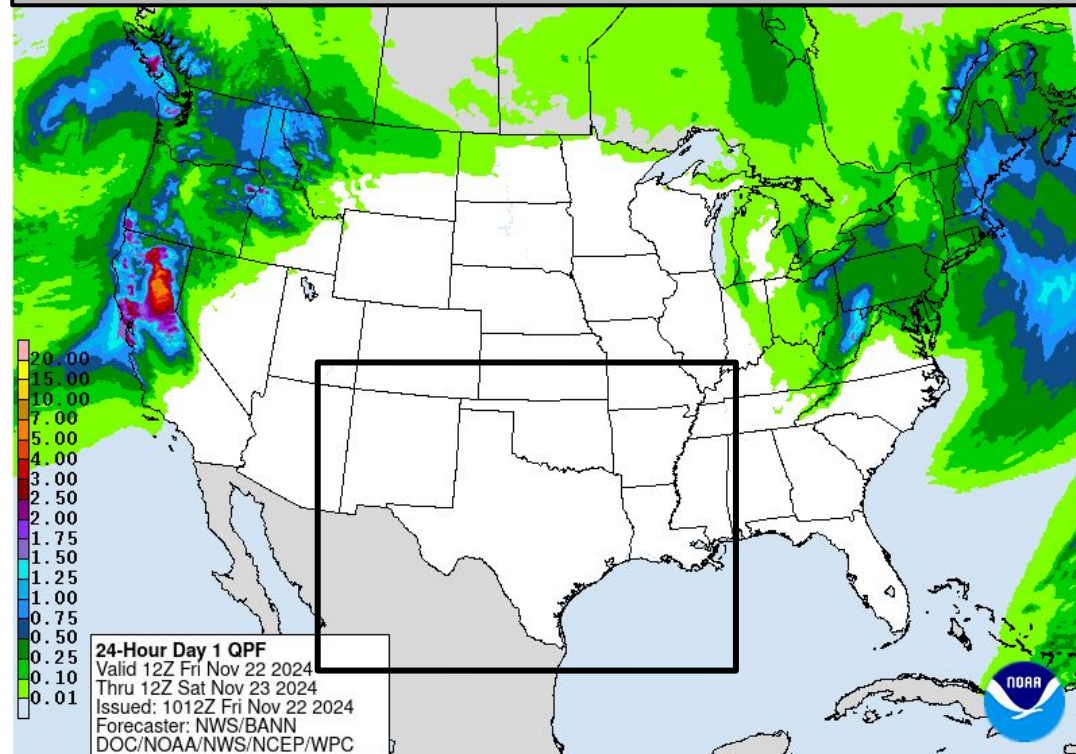 20.00
15.00
10.00
7.00
5.00
4.00
3.00
2.50
2.00
1.75
1.50
1.25
1.00
0.75
0.50
0.25
0.10
0.01
24-Hour Day 1 QPF
Valid 12Z Fri Nov 22 2024
Thru 12Z Sat Nov 23 2024
Issued: 1012Z Fri Nov 22 2024
Forecaster: NWS/BANN
DOC/NOAA/NWS/NCEP/WPC
NOAA